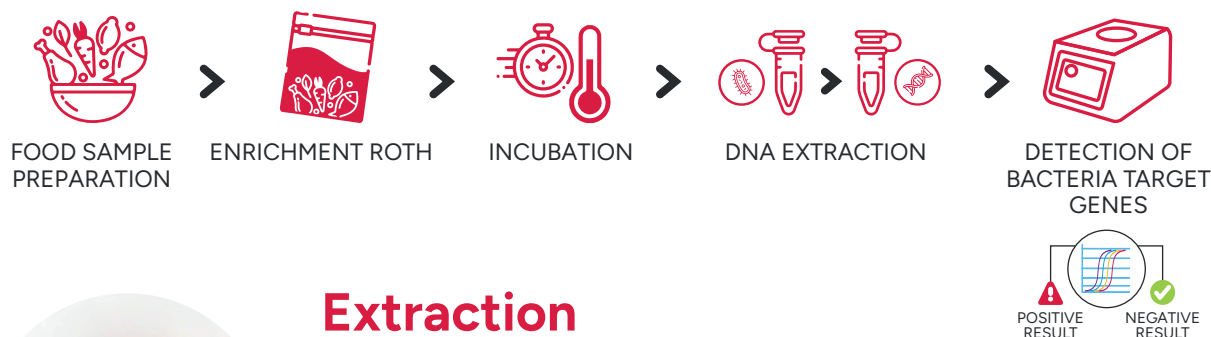 FOOD SAMPLE
PREPARATION
ENRICHMENT ROTH
INCUBATION
DNA EXTRACTION
DETECTION OF
BACTERIA TARGET
GENES
POSITIVE
RESULT
NEGATIVE
RESULT
Extraction